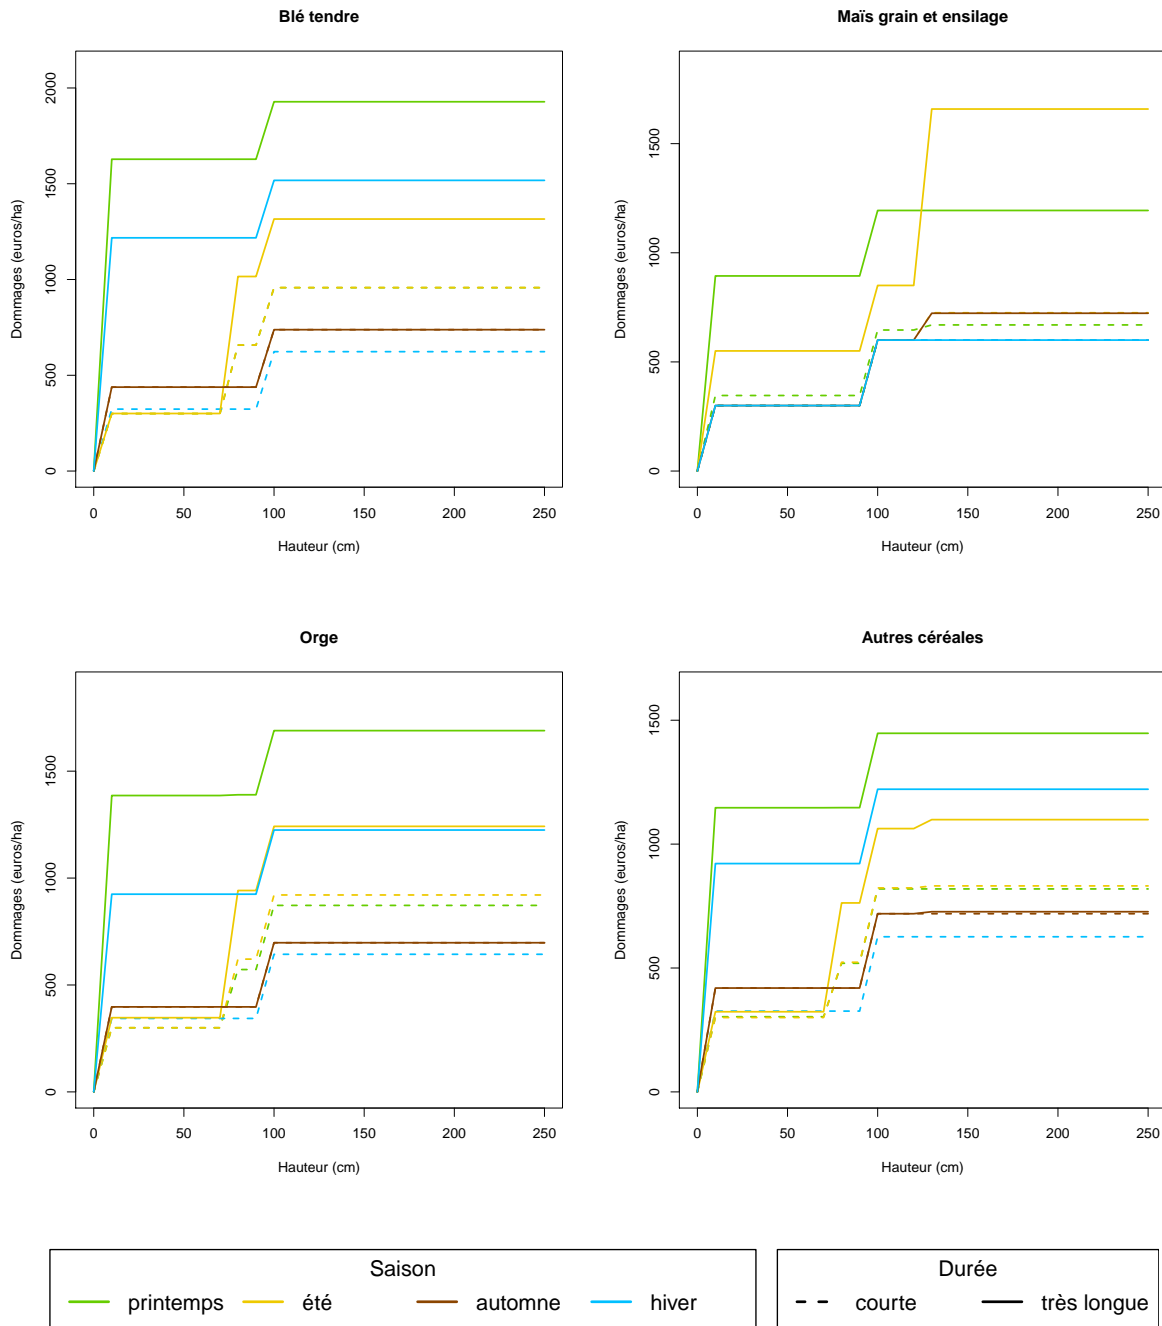 Blé tendre
Dommages (euros/ha)
2000
1500
1000
500
0
0 50 100 150 200 250
Hauteur (cm)
Maïs grain et ensilage
Dommages (euros/ha)
1500
1000
500
0
0 50 100 150 200 250
Hauteur (cm)
Orge
Dommages (euros/ha)
1500
1000
500
0
0 50 100 150 200 250
Hauteur (cm)
Autres céréales
Dommages (euros/ha)
1500
1000
500
0
0 50 100 150 200 250
Hauteur (cm)
Saison
printemps été automne hiver
Durée
courte très longue